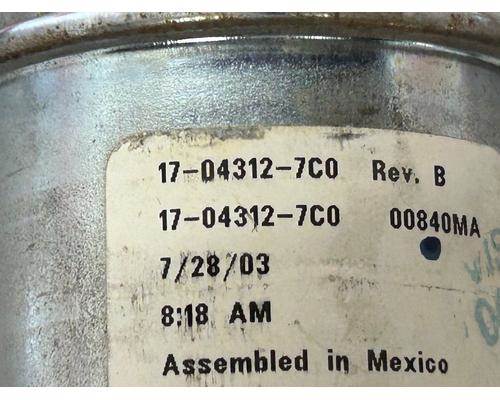 17-04312-7C0 Rev. B
17-04312-7C0 00840MA
7/28/03
8:18 AM
Assembled in Mexico